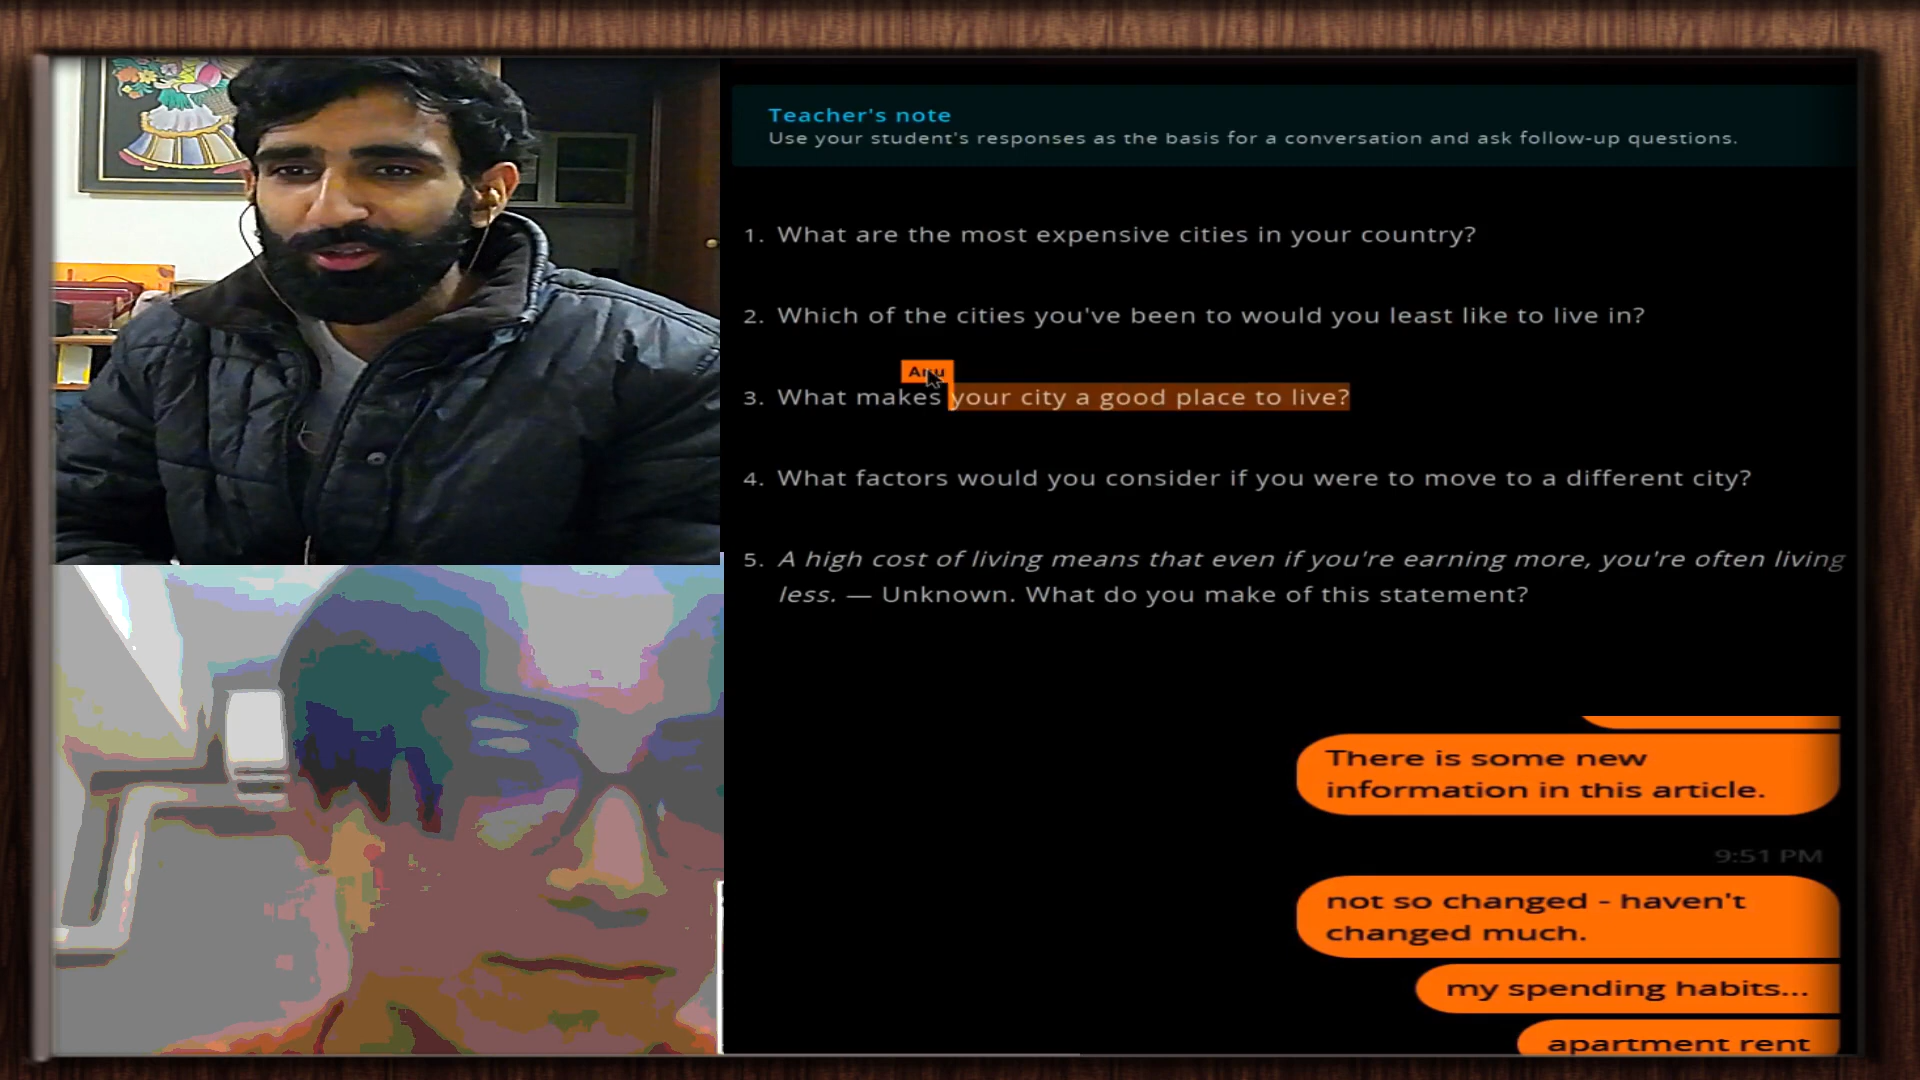 Teacher's note
Use your student's responses as the basis for a conversation and ask follow-up questions.
1. What are the most expensive cities in your country?
2. Which of the cities you've been to would you least like to live in?
3. What makes your city a good place to live?
4. What factors would you consider if you were to move to a different city?
5. A high cost of living means that even if you're earning more, you're often living
less. — Unknown. What do you make of this statement?
There is some new
information in this article.
9:51 PM
not so changed - haven't
changed much.
my spending habits...
apartment rent